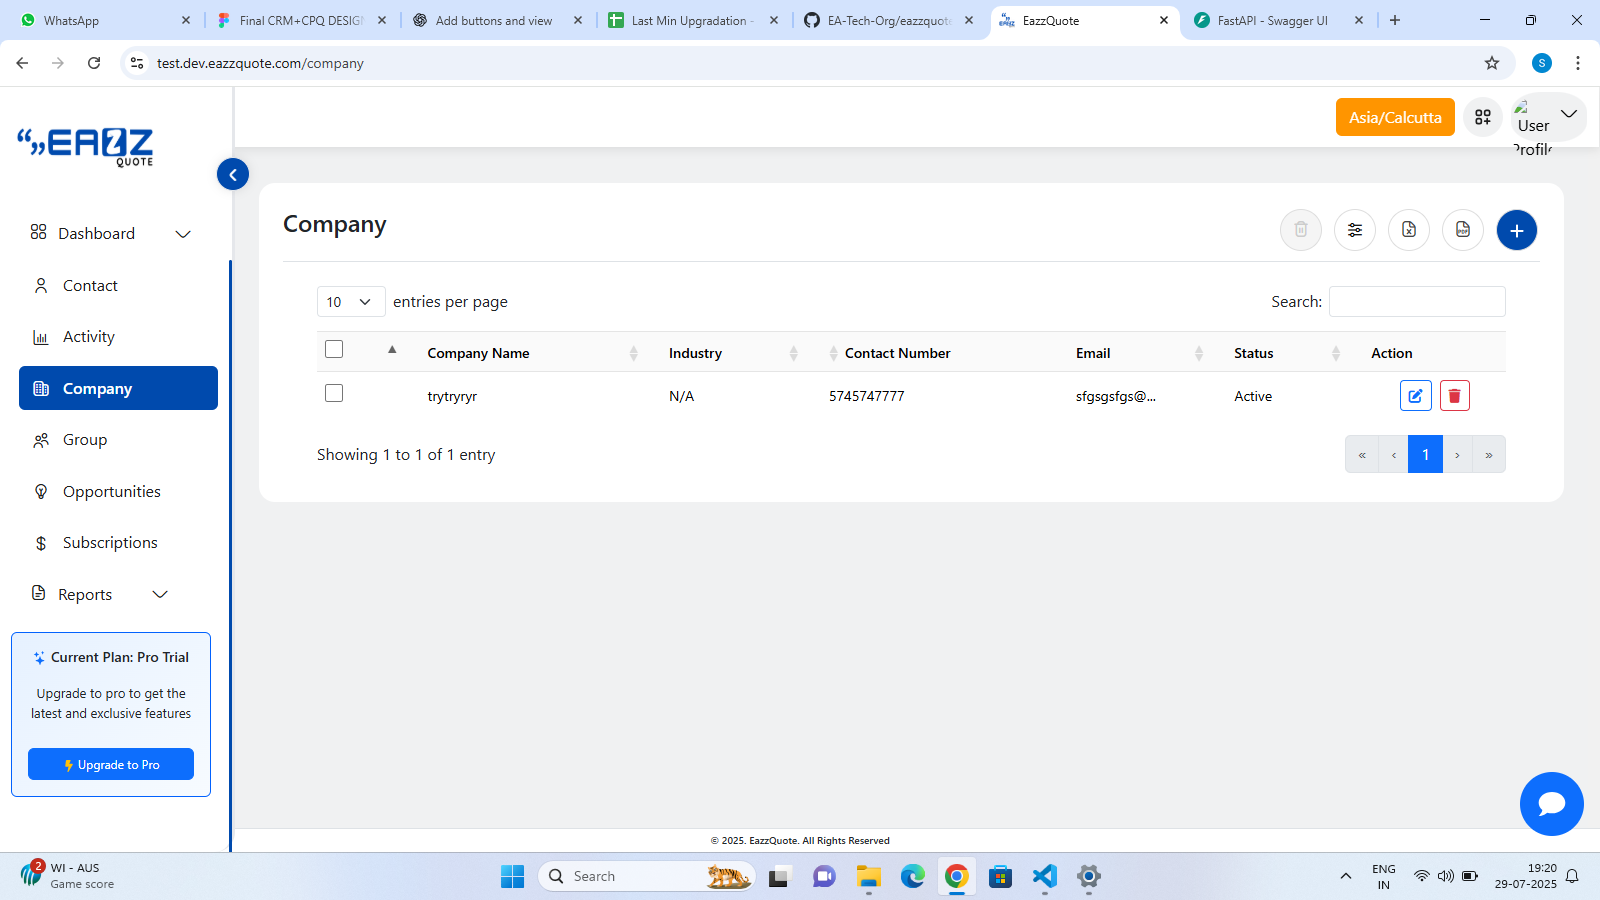 WhatsApp
Final CRM+CPQ DESIGN
Add buttons and view
Last Min Upgradation -
EA-Tech-Org/eazzquote
EazzQuote
FastAPI - Swagger UI
test.dev.eazzquote.com/company
S
EAZZ
QUOTE
Asia/Calcutta
User
Profile
Dashboard
Contact
Activity
Company
Group
Opportunities
Subscriptions
Reports
Current Plan: Pro Trial
Upgrade to pro to get the
latest and exclusive features
Upgrade to Pro
Company
10 entries per page
Search:
Company Name Industry Contact Number Email Status Action
trytryryr N/A 5745747777 sfgsgsfgs@... Active
Showing 1 to 1 of 1 entry
« ‹ 1 › »
© 2025. EazzQuote. All Rights Reserved
2
WI - AUS
Game score
Search
ENG
IN
19:20
29-07-2025